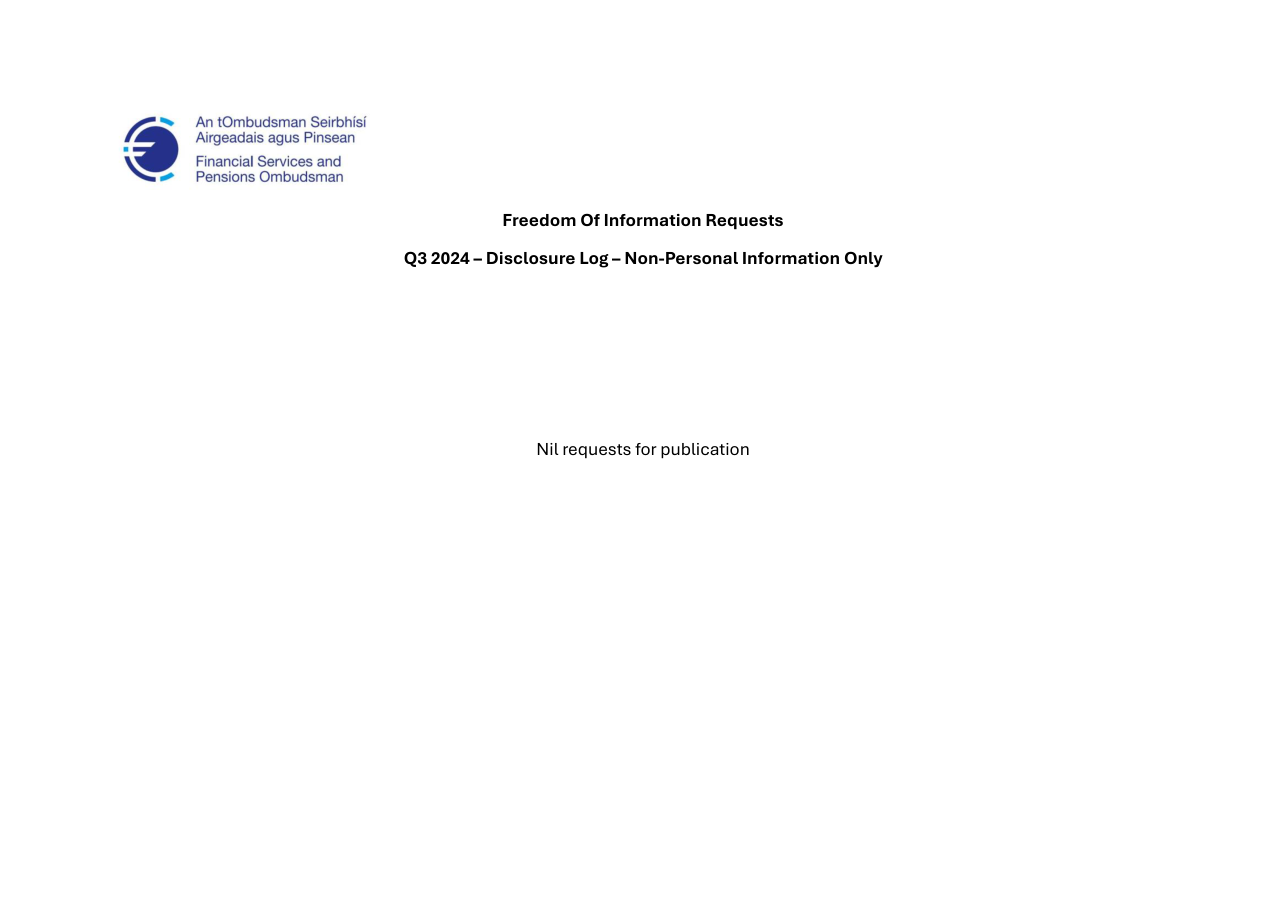 An tOmbudsman Seirbhísí
Airgeadais agus Pinsean
Financial Services and
Pensions Ombudsman
Freedom Of Information Requests
Q3 2024 – Disclosure Log – Non-Personal Information Only
Nil requests for publication